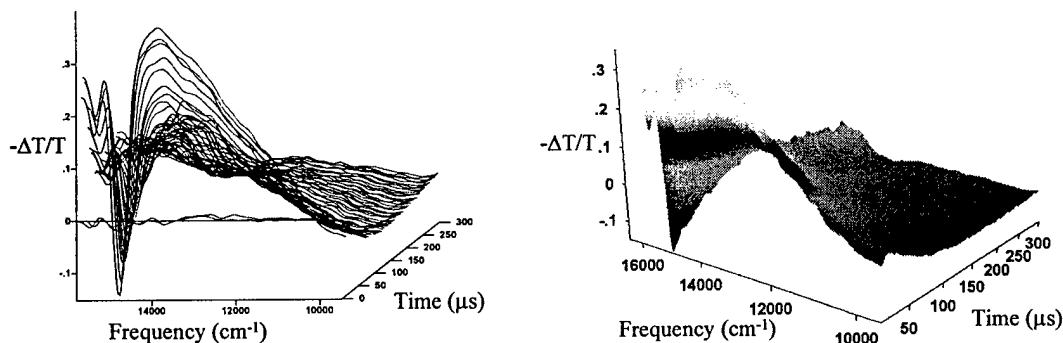 .3
.2
-ΔT/T .1
0
.1
14000 12000 10000
0 50 100 150 200 250 300
Time (μs)
Frequency (cm-1)
.3
.2
-ΔT/T .1
0
-.1
16000 14000 12000 10000
50 100 150 200 250 300
Time (μs)
Frequency (cm-1)